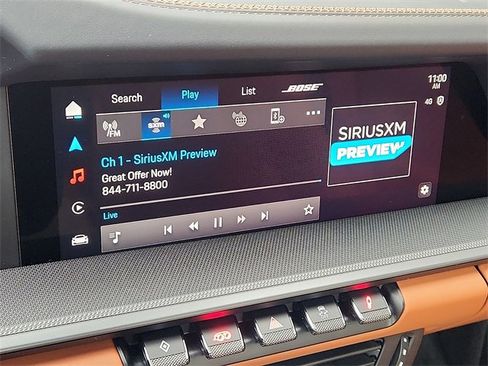 Search Play List BOSE
11:00
AM
FM sxm 4G
Ch 1 - SiriusXM Preview
Great Offer Now!
844-711-8800
Live
SIRIUSXM
PREVIEW